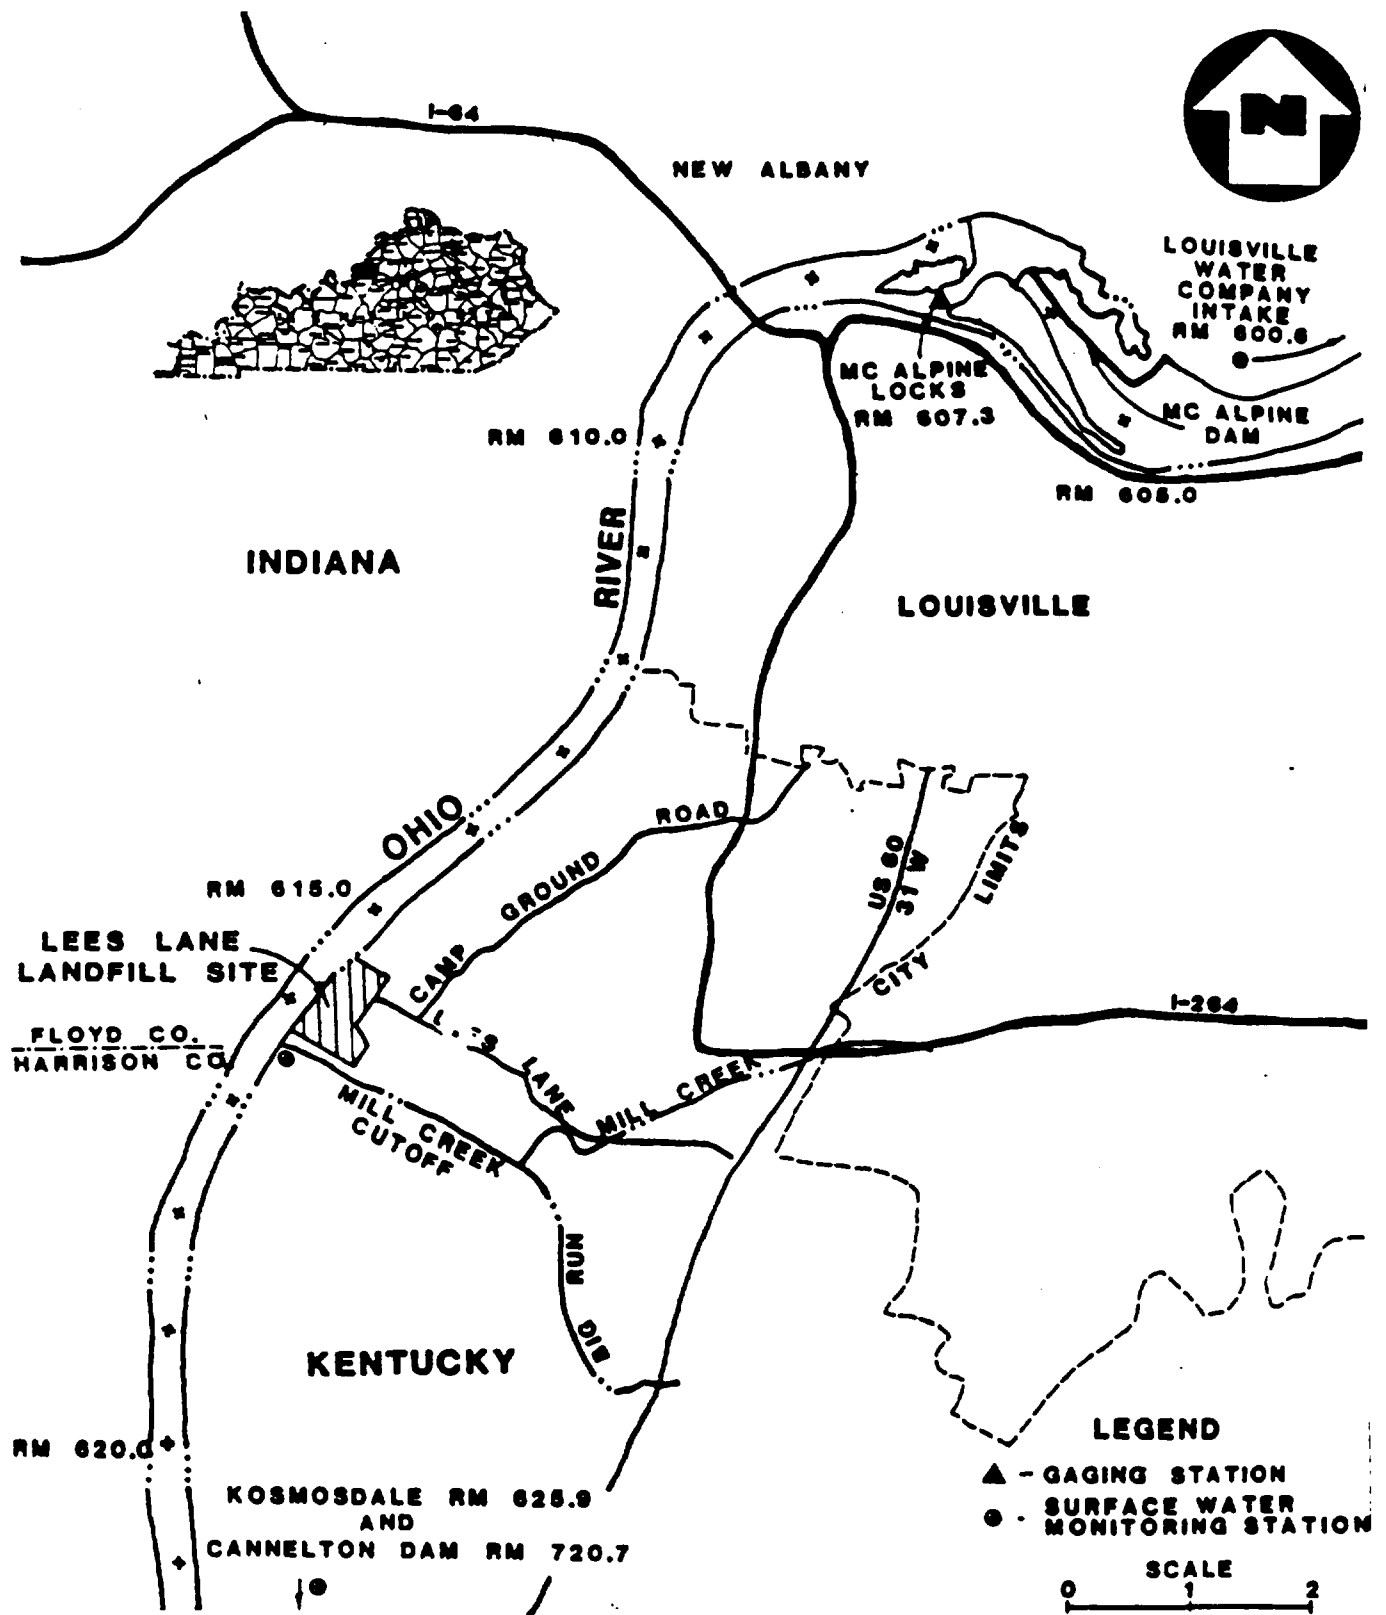 I-64
NEW ALBANY
N
LOUISVILLE
WATER
COMPANY
INTAKE
RM 600.6
MC ALPINE
LOCKS
RM 607.3
MC ALPINE
DAM
RM 610.0
RM 605.0
INDIANA
RIVER
LOUISVILLE
OHIO
ROAD
GROUND
CAMP
US 60
31 W
LIMITS
CITY
RM 615.0
LEES LANE
LANDFILL SITE
I-264
FLOYD CO.
HARRISON CO.
LANE
MILL CREEK
MILL CREEK
CUTOFF
RUN
BIG
KENTUCKY
RM 620.0
KOSMOSDALE RM 625.9
AND
CANNELTON DAM RM 720.7
LEGEND
- GAGING STATION
- SURFACE WATER
MONITORING STATION
SCALE
0 1 2